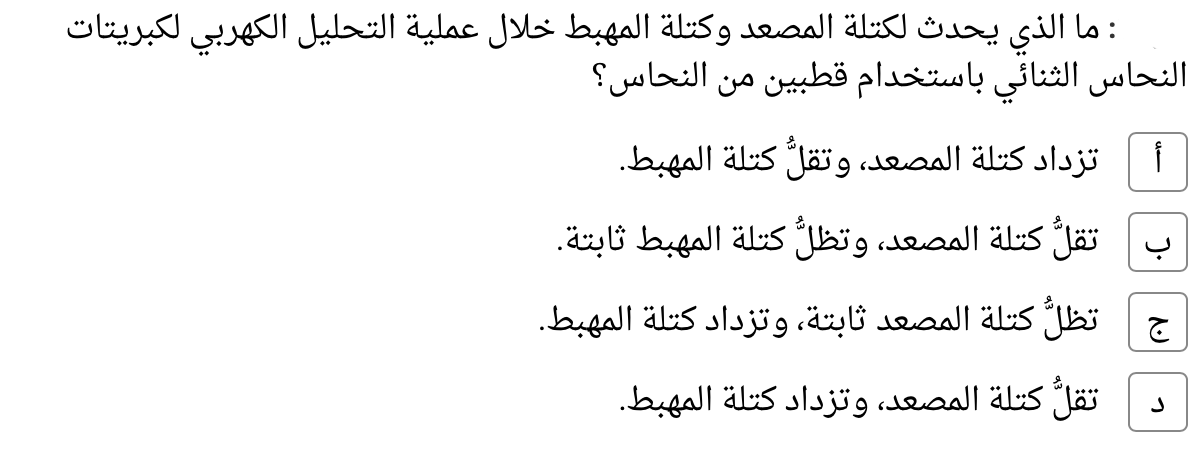 : ما الذي يحدث لكتلة المصعد وكتلة المهبط خلال عملية التحليل الكهربي لكبريتات
النحاس الثنائي باستخدام قطبين من النحاس؟
أ تزداد كتلة المصعد، وتقلُّ كتلة المهبط.
ب تقلُّ كتلة المصعد، وتظلُّ كتلة المهبط ثابتة.
ج تظلُّ كتلة المصعد ثابتة، وتزداد كتلة المهبط.
د تقلُّ كتلة المصعد، وتزداد كتلة المهبط.